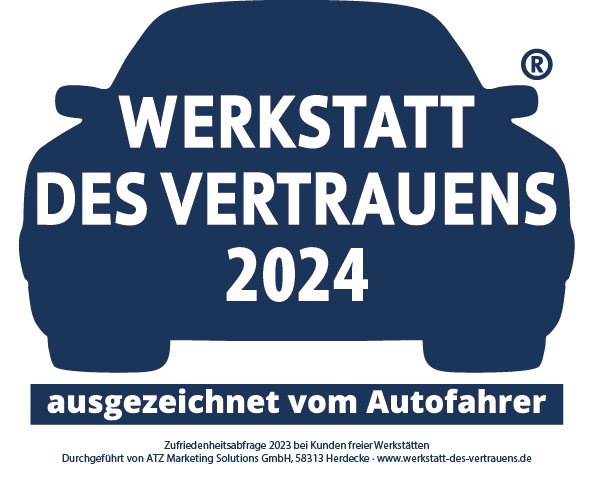 ®
WERKSTATT
DES VERTRAUENS
2024
ausgezeichnet vom Autofahrer
Zufriedenheitsabfrage 2023 bei Kunden freier Werkstätten
Durchgeführt von ATZ Marketing Solutions GmbH, 58313 Herdecke · www.werkstatt-des-vertrauens.de